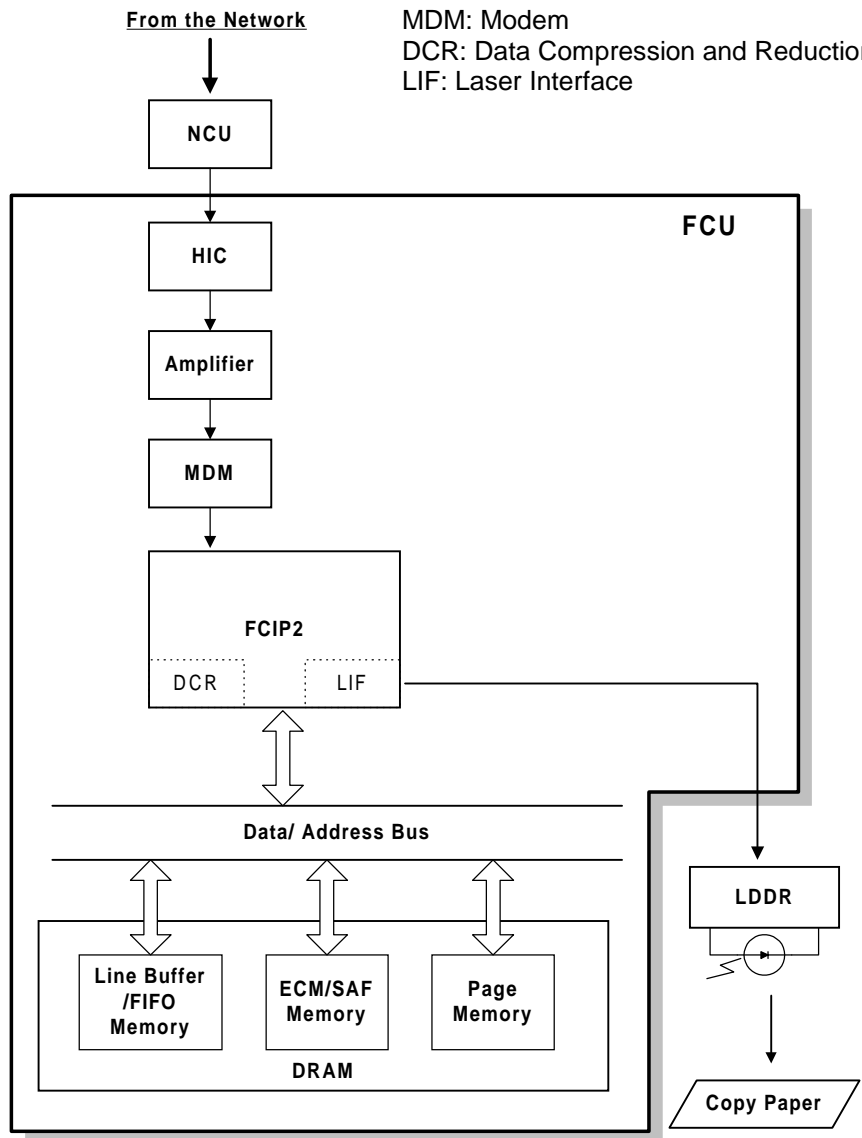 From the Network
MDM: Modem
DCR: Data Compression and Reduction
LIF: Laser Interface
NCU
FCU
HIC
Amplifier
MDM
FCIP2
DCR
LIF
Data/ Address Bus
LDDR
Line Buffer
/FIFO
Memory
ECM/SAF
Memory
Page
Memory
DRAM
Copy Paper